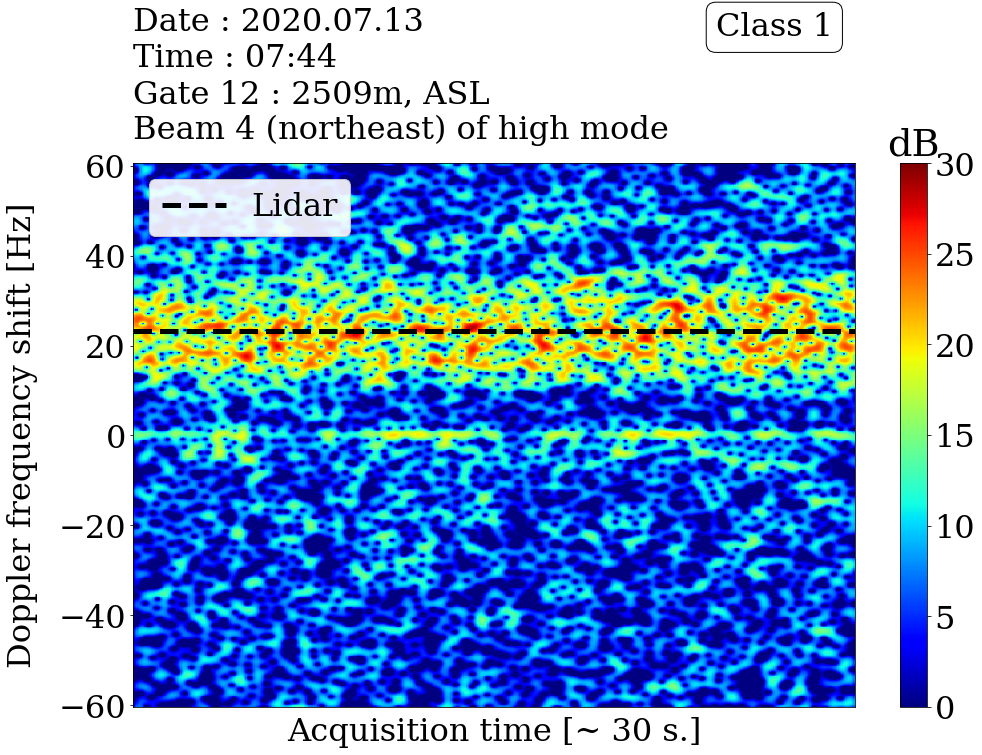 Date : 2020.07.13
Time : 07:44
Gate 12 : 2509m, ASL
Beam 4 (northeast) of high mode
Class 1
dB
Lidar
Doppler frequency shift [Hz]
60
40
20
0
−20
−40
−60
Acquisition time [~ 30 s.]
30
25
20
15
10
5
0